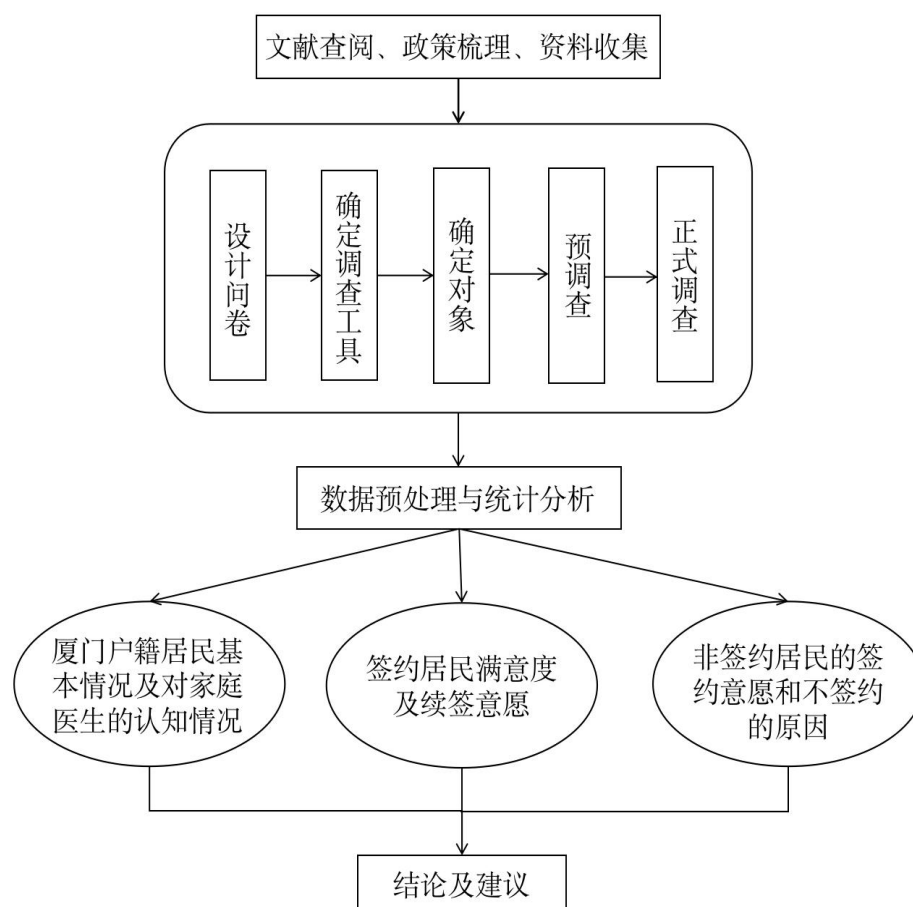 文献查阅、政策梳理、资料收集
设计问卷
确定调查工具
确定对象
预调查
正式调查
数据预处理与统计分析
厦门户籍居民基
本情况及对家庭
医生的认知情况
签约居民满意度
及续签意愿
非签约居民的签
约意愿和不签约
的原因
结论及建议